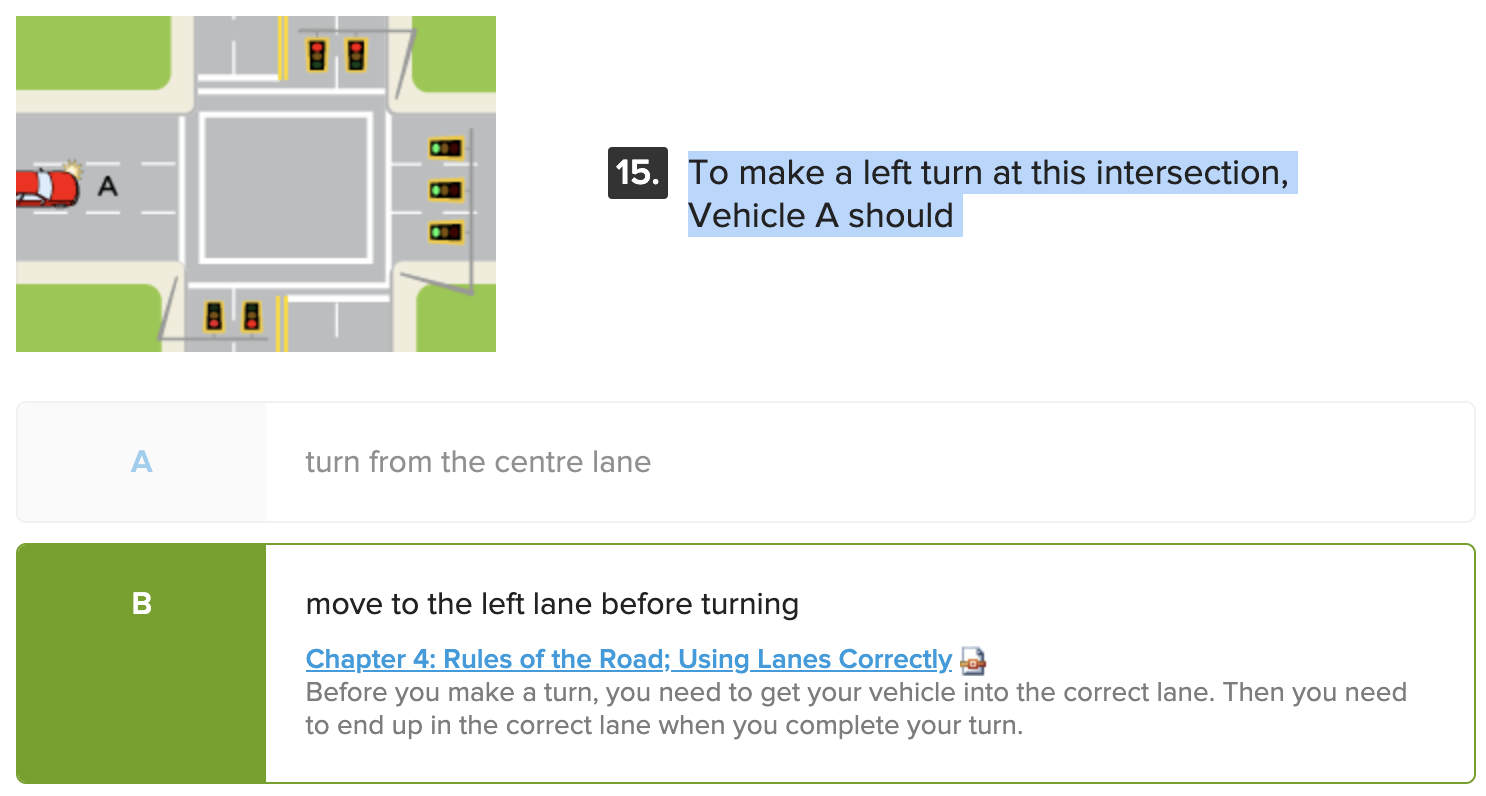 A
15.
To make a left turn at this intersection,
Vehicle A should
A
turn from the centre lane
B
move to the left lane before turning
Chapter 4: Rules of the Road; Using Lanes Correctly
Before you make a turn, you need to get your vehicle into the correct lane. Then you need
to end up in the correct lane when you complete your turn.